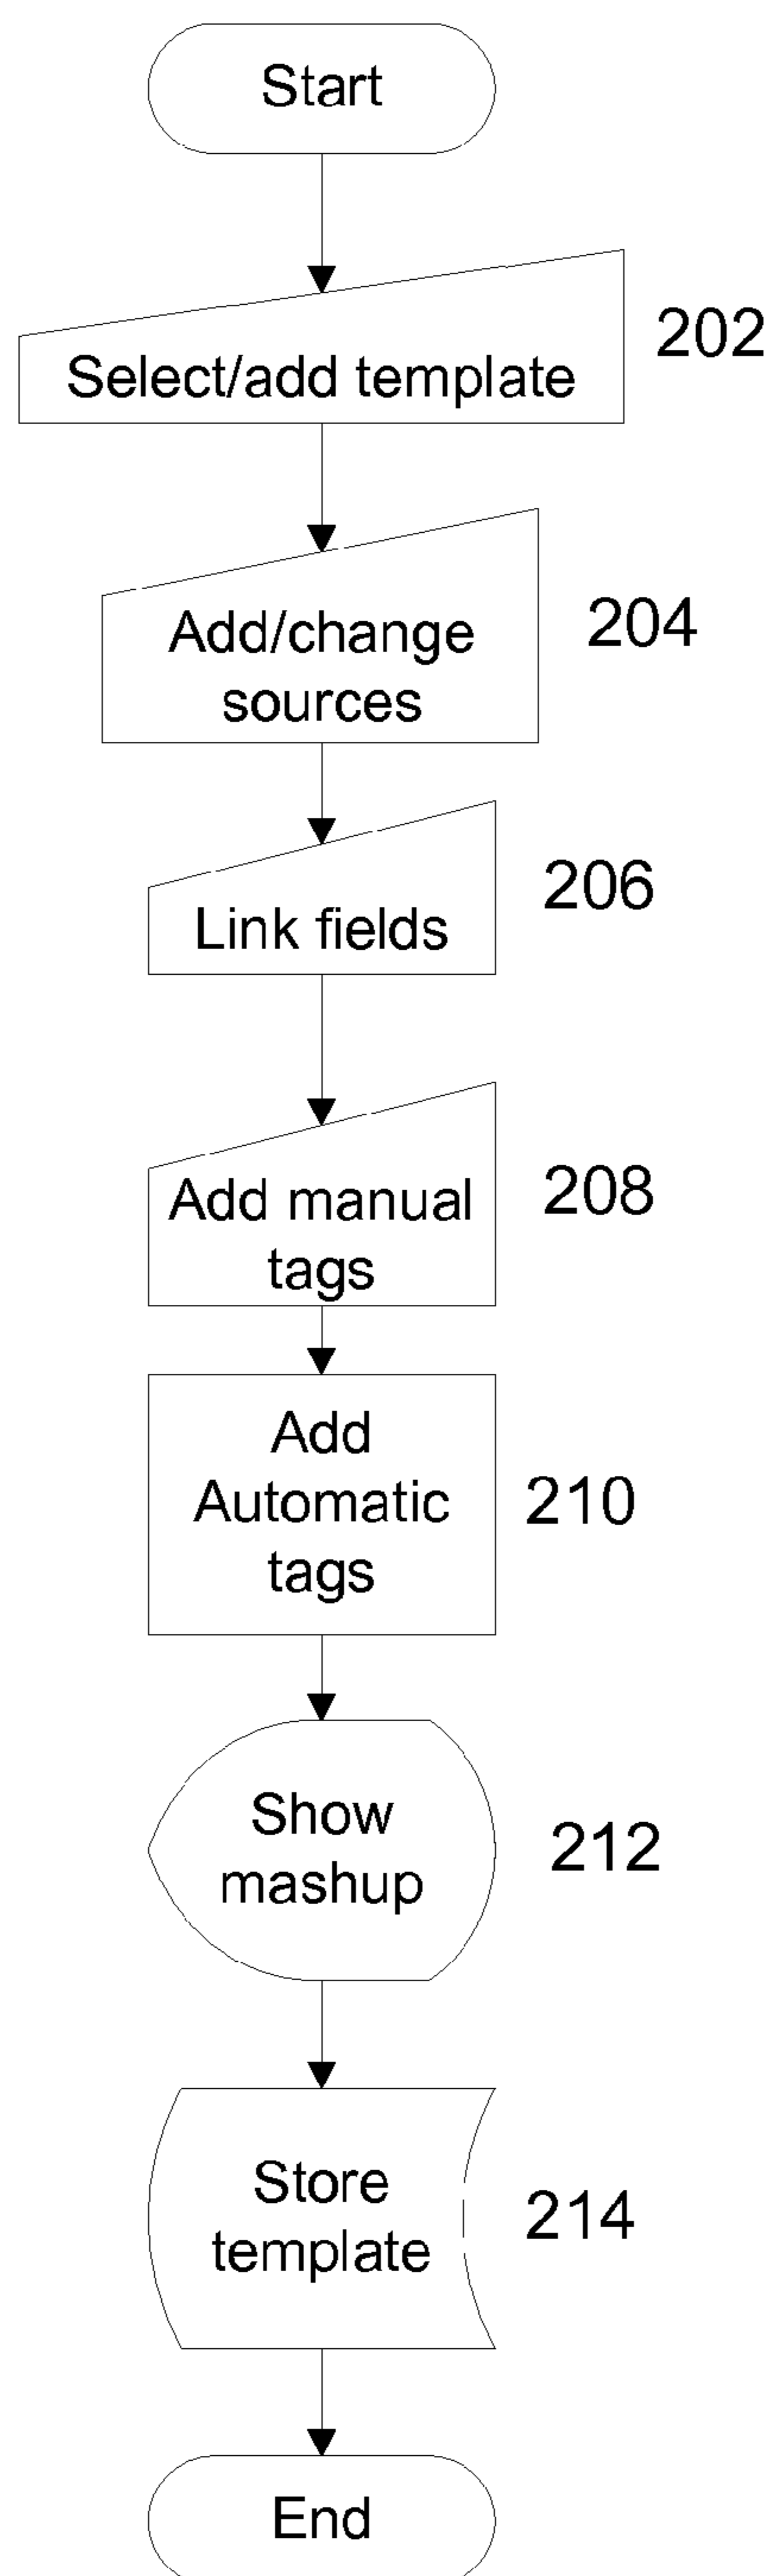 Start
202
Select/add template
204
Add/change
sources
206
Link fields
208
Add manual
tags
Add
Automatic
tags
210
Show
mashup
212
Store
template
214
End